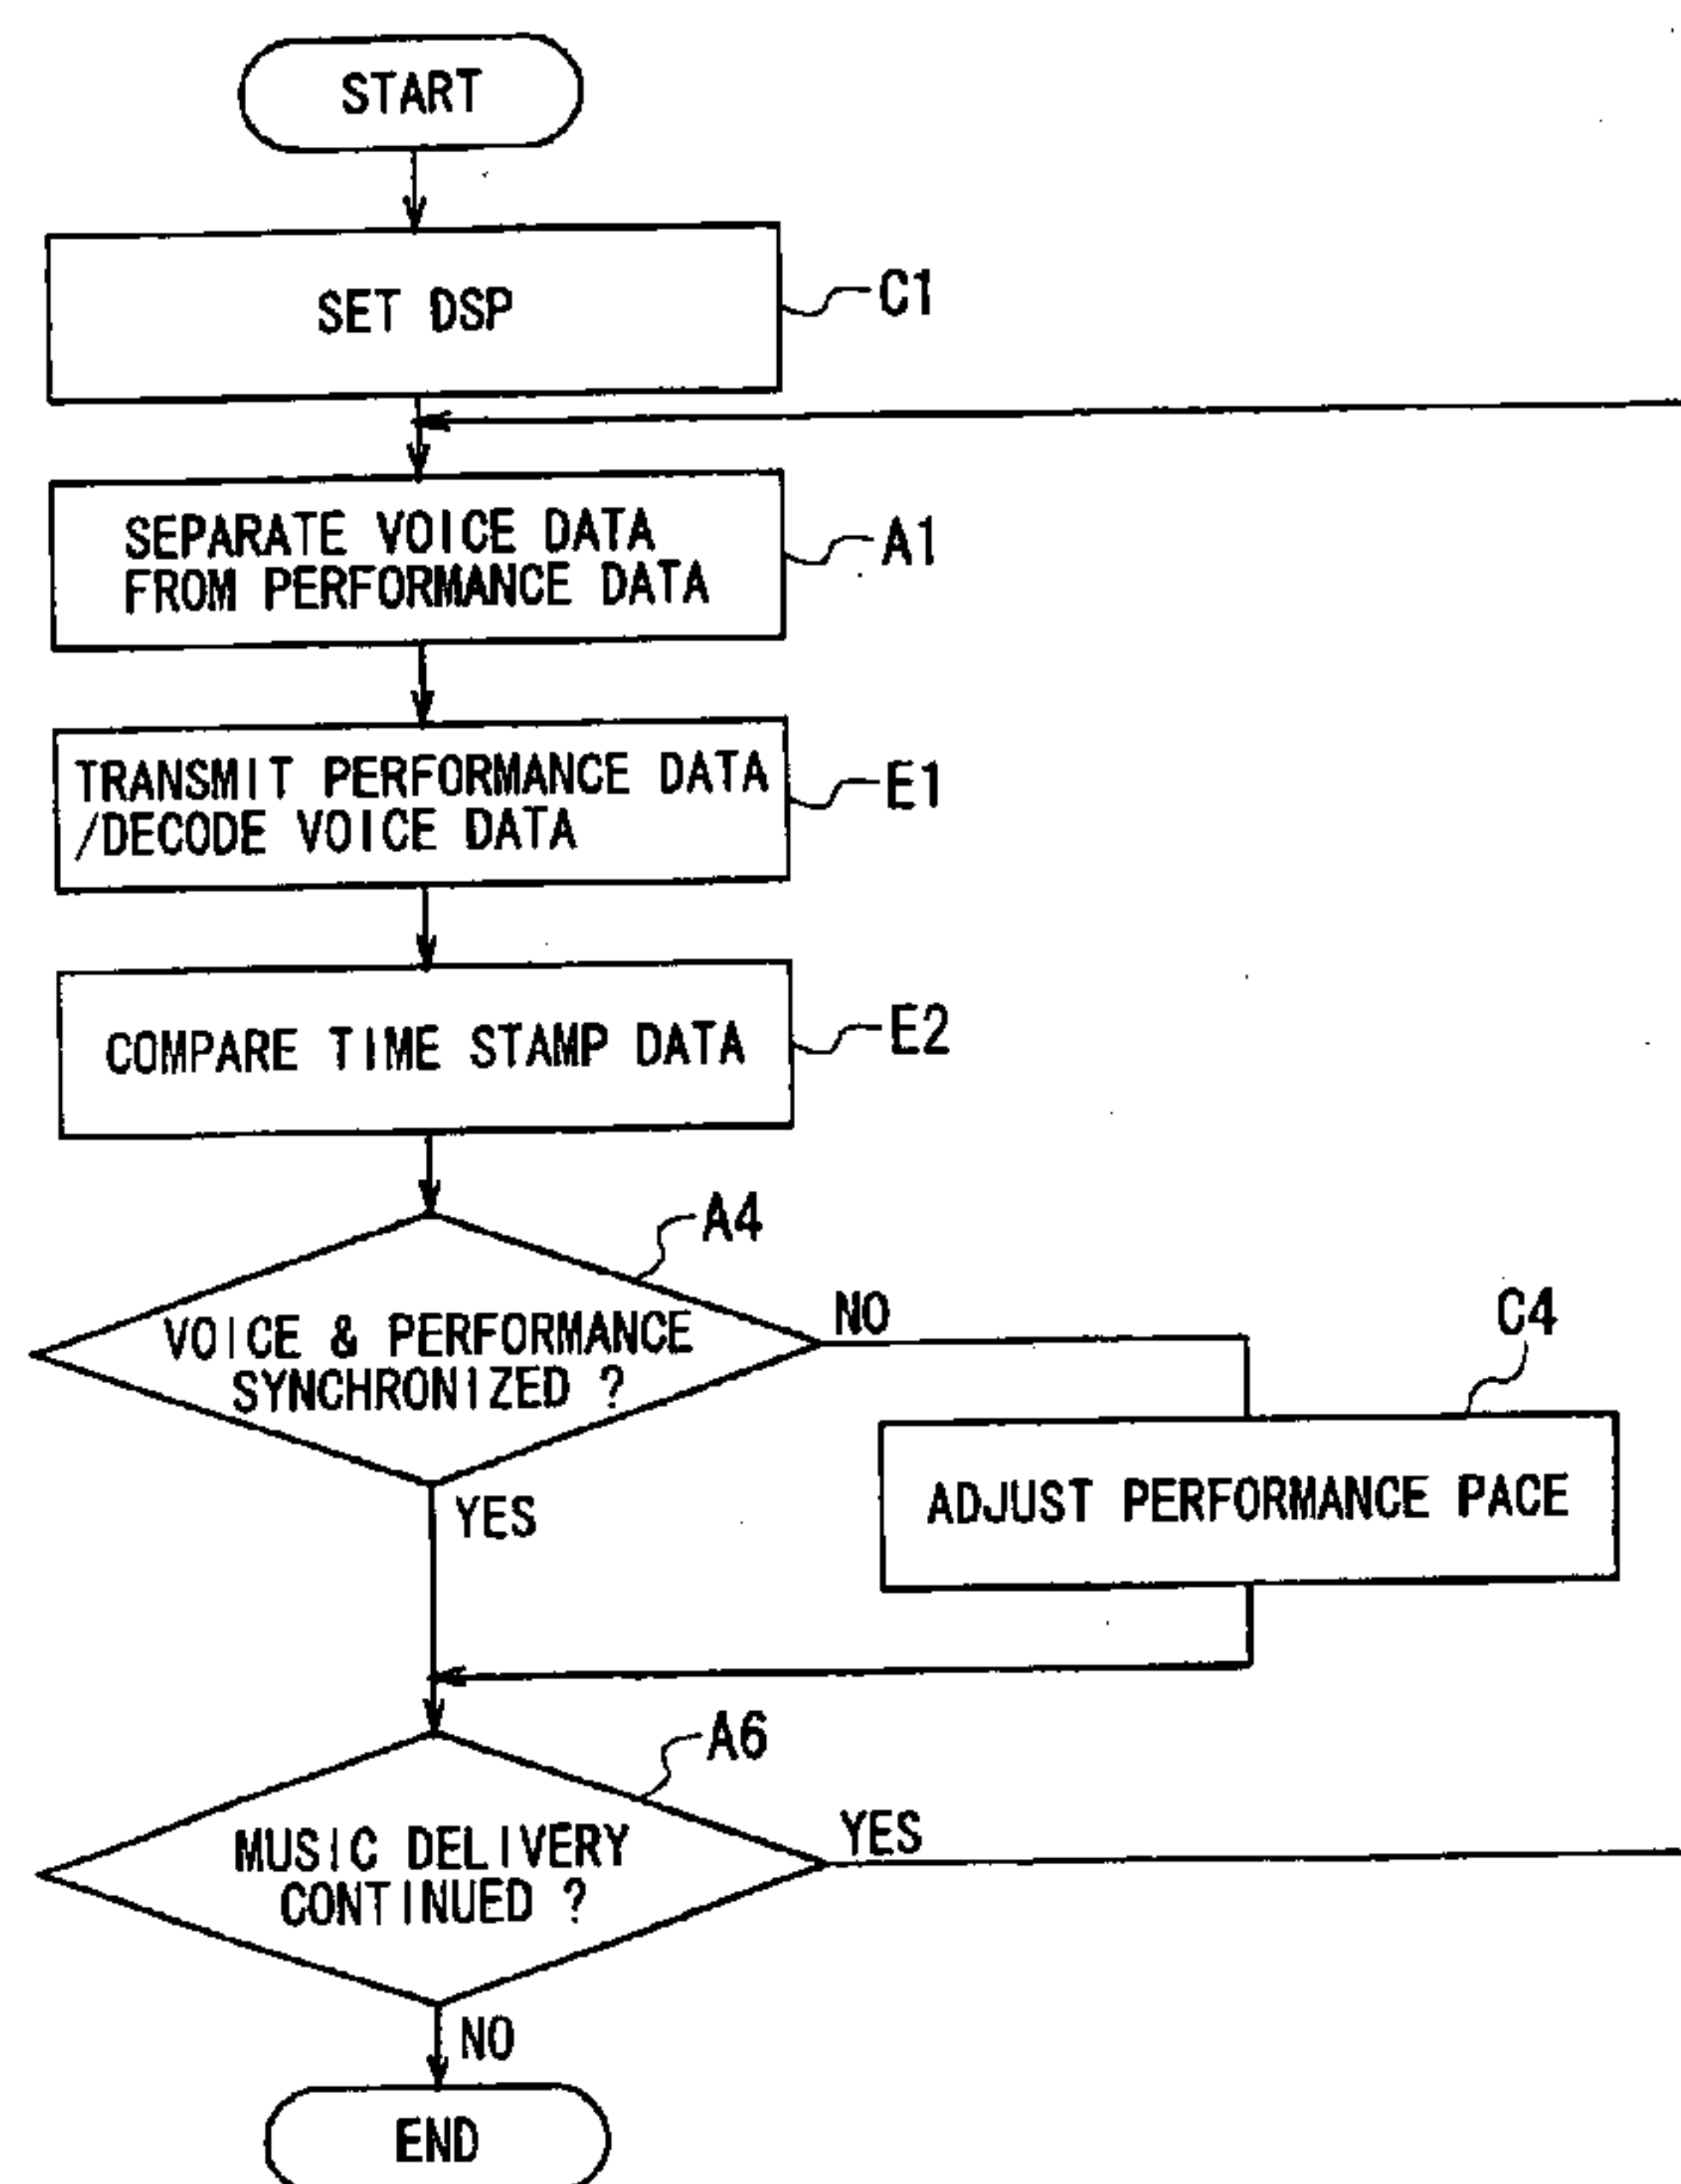 START
SET DSP
C1
SEPARATE VOICE DATA
FROM PERFORMANCE DATA
A1
TRANSMIT PERFORMANCE DATA
/DECODE VOICE DATA
E1
COMPARE TIME STAMP DATA
E2
A4
VOICE & PERFORMANCE
SYNCHRONIZED ?
NO
C4
ADJUST PERFORMANCE PACE
YES
A6
MUSIC DELIVERY
CONTINUED ?
YES
NO
END